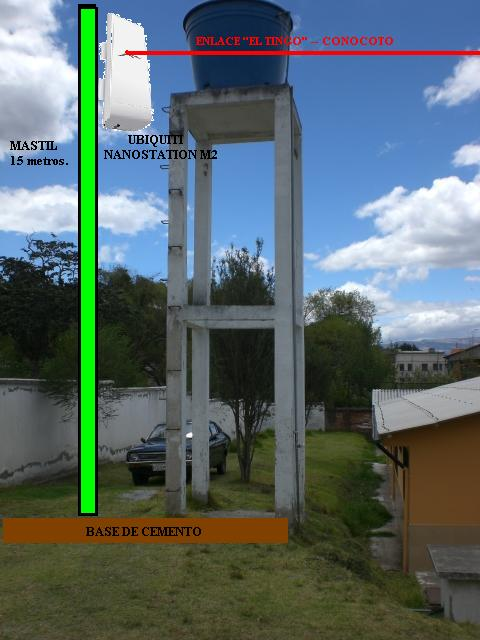 ENLACE "EL TINGO" -- CONOCOTO
MASTIL
15 metros.
UBIQUITI
NANOSTATION M2
BASE DE CEMENTO